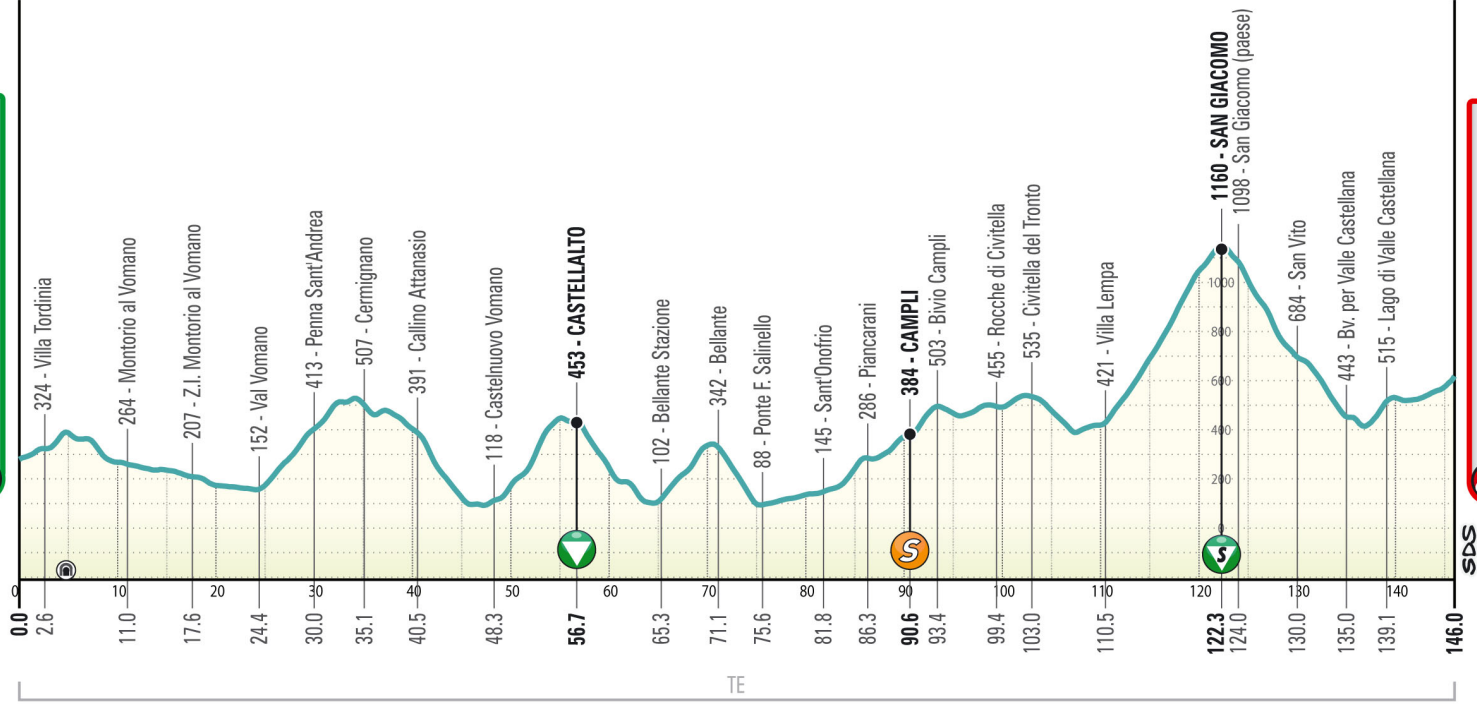 324 - Villa Tordinia
264 - Montorio al Vomano
207 - Z.I. Montorio al Vomano
152 - Val Vomano
413 - Penna Sant'Andrea
507 - Cermignano
391 - Callino Attanasio
118 - Castelnuovo Vomano
453 - CASTELLALTO
102 - Bellante Stazione
342 - Bellante
88 - Ponte F. Salinello
145 - Sant'Onofrio
286 - Piancarani
384 - CAMPLI
503 - Bivio Campli
455 - Rocche di Civitella
535 - Civitella del Tronto
421 - Villa Lempa
1160 - SAN GIACOMO
1098 - San Giacomo (paese)
684 - San Vito
443 - Bv. per Valle Castellana
515 - Lago di Valle Castellana
1000
800
600
400
200
0
S
S
SDS
0 10 20 30 40 50 60 70 80 90 100 110 120 130 140
0.0 2.6 11.0 17.6 24.4 30.0 35.1 40.5 48.3 56.7 65.3 71.1 75.6 81.8 86.3 90.6 93.4 99.4 103.0 110.5 122.3 124.0 130.0 135.0 139.1 146.0
TE